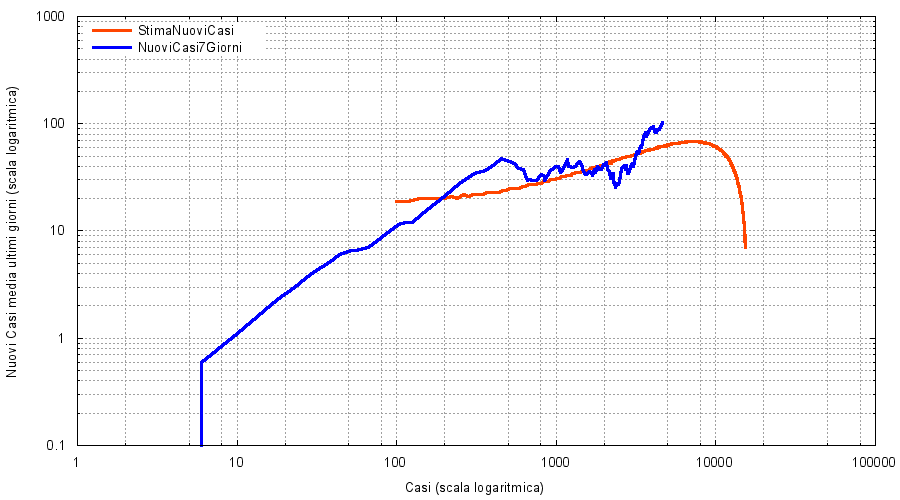 1000
100
10
1
0.1
StimaNuoviCasi
NuoviCasi7Giorni
Nuovi Casi media ultimi giorni (scala logaritmica)
1 10 100 1000 10000 100000
Casi (scala logaritmica)